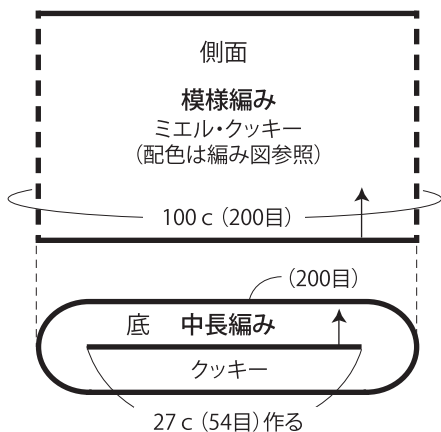 側面
模様編み
ミエル・クッキー
(配色は編み図参照)
100 c (200目)
(200目)
底 中長編み
クッキー
27 c (54目)作る